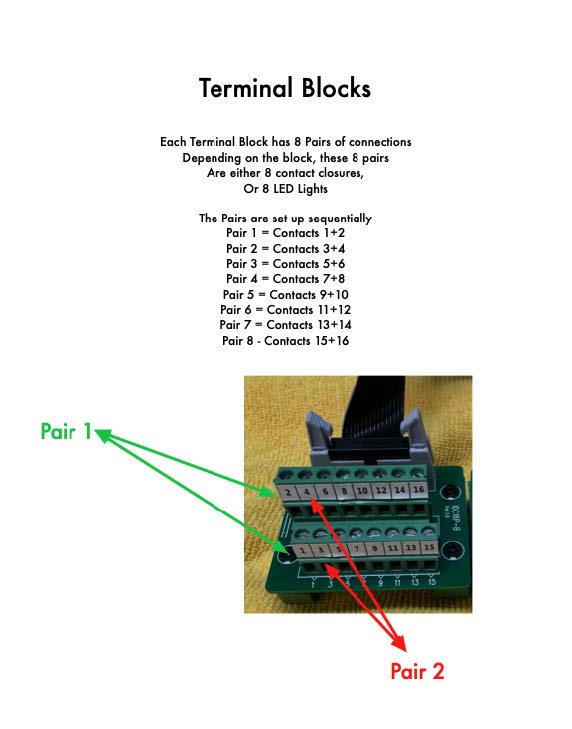 Terminal Blocks
Each Terminal Block has 8 Pairs of connections
Depending on the block, these 8 pairs
Are either 8 contact closures,
Or 8 LED Lights
The Pairs are set up sequentially
Pair 1 = Contacts 1+2
Pair 2 = Contacts 3+4
Pair 3 = Contacts 5+6
Pair 4 = Contacts 7+8
Pair 5 = Contacts 9+10
Pair 6 = Contacts 11+12
Pair 7 = Contacts 13+14
Pair 8 - Contacts 15+16
Pair 1
2 4 6 8 10 12 14 16
1 3 5 7 9 11 13 15
1 3 5 7 9 11 13 15
Pair 2